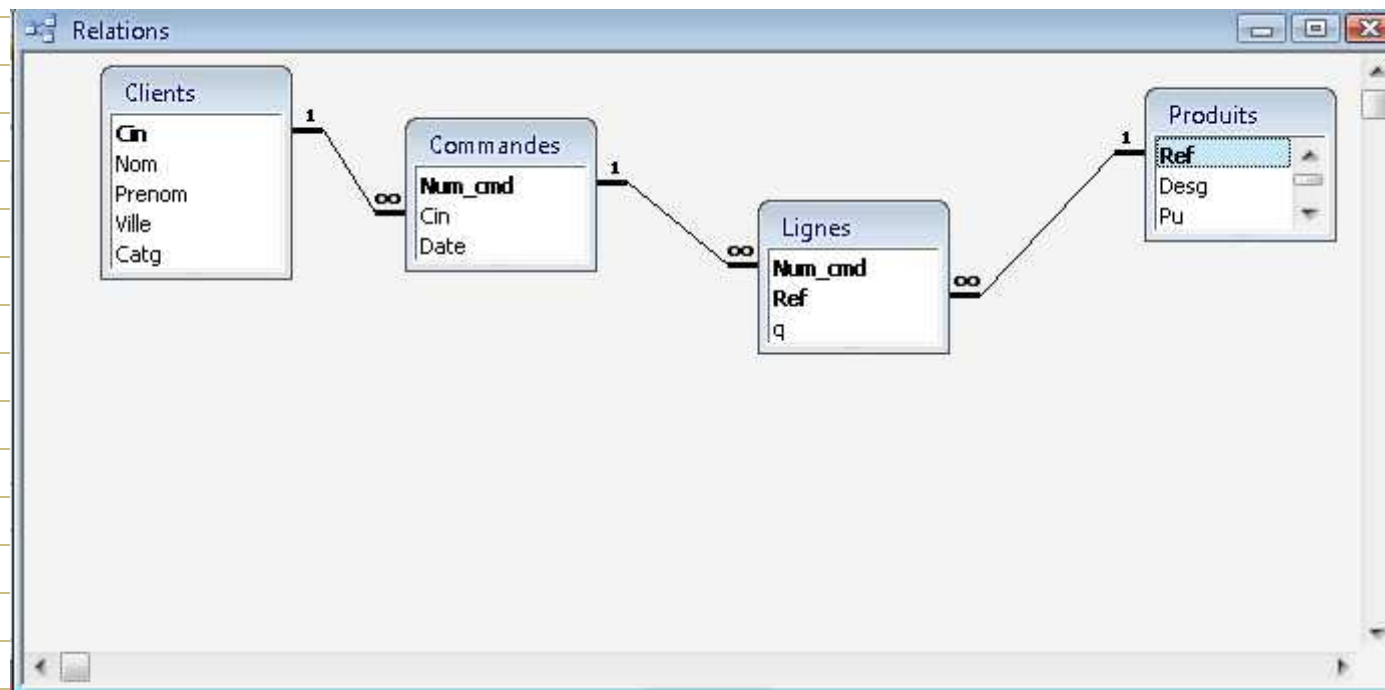 Relations
Clients
Cin
Nom
Prenom
Ville
Catg
1
∞
Commandes
Num_cmd
Cin
Date
1
∞
Lignes
Num_cmd
Ref
q
∞
1
Produits
Ref
Desg
Pu